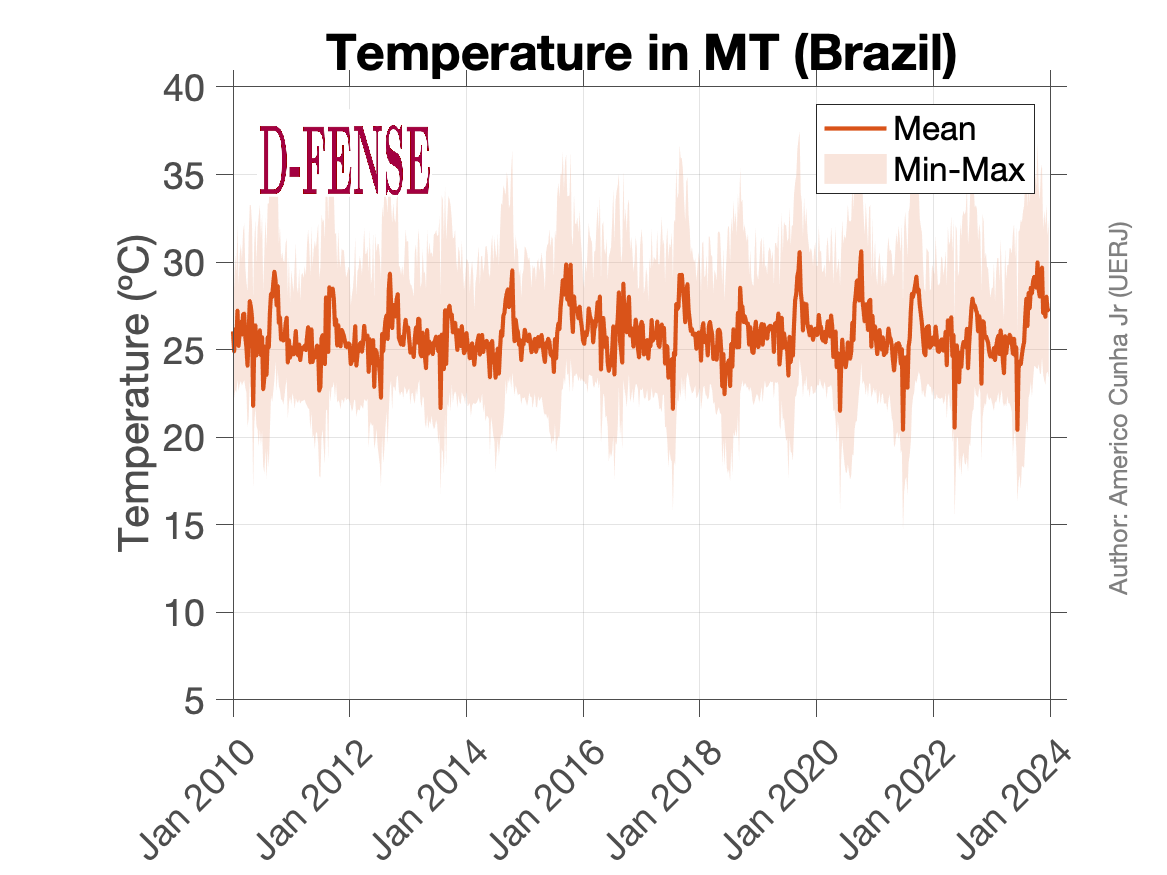 Temperature in MT (Brazil)
D-FENSE
Mean
Min-Max
Temperature (ºC)
40
35
30
25
20
15
10
5
Jan 2010
Jan 2012
Jan 2014
Jan 2016
Jan 2018
Jan 2020
Jan 2022
Jan 2024
Author: Americo Cunha Jr (UERJ)